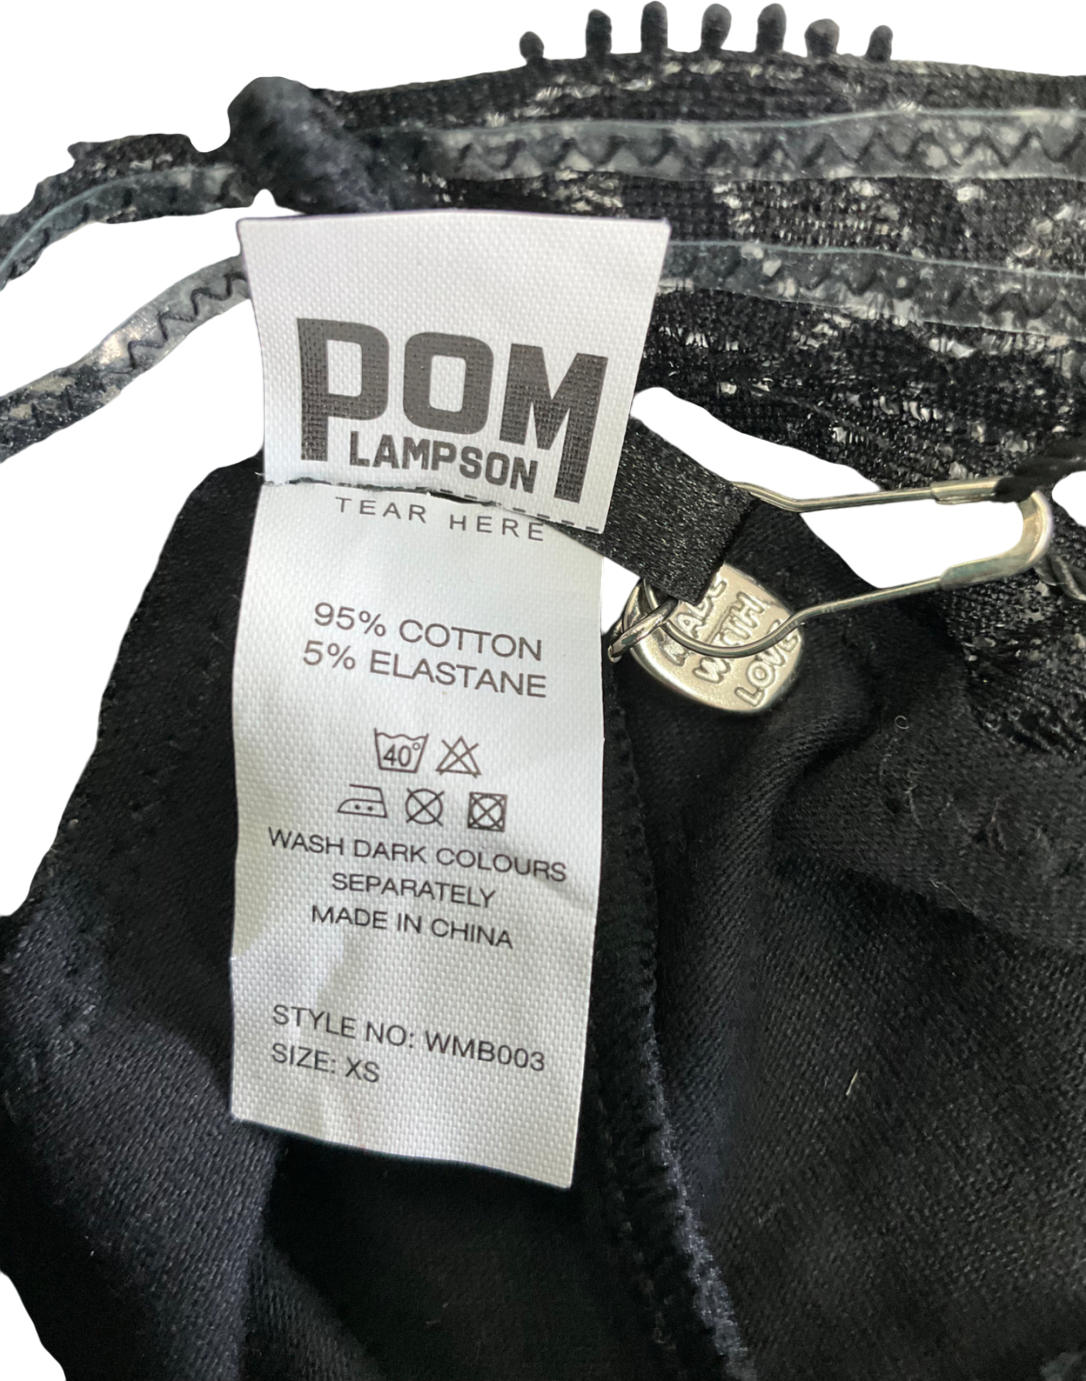 POM
LAMPSON
TEAR HERE
95% COTTON
5% ELASTANE
40°
WASH DARK COLOURS
SEPARATELY
MADE IN CHINA
STYLE NO: WMB003
SIZE: XS
MADE
WITH
LOVE